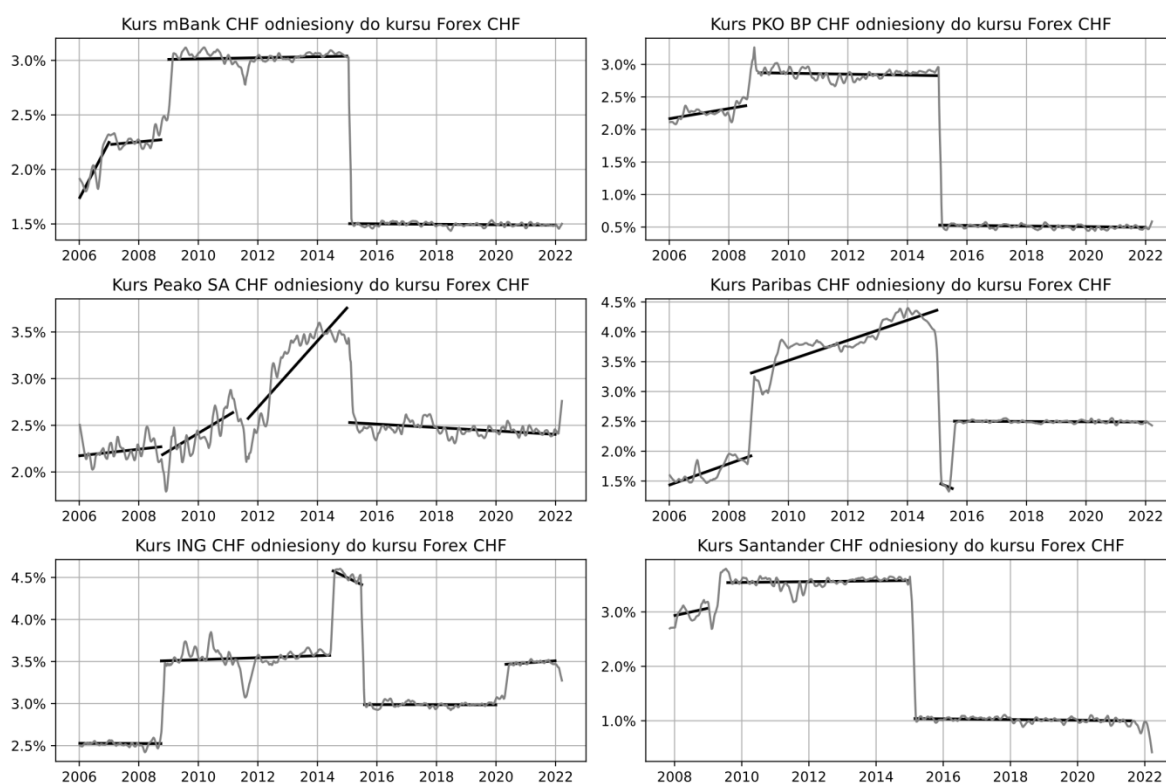 Kurs mBank CHF odniesiony do kursu Forex CHF
3.0%
2.5%
2.0%
1.5%
2006 2008 2010 2012 2014 2016 2018 2020 2022
Kurs PKO BP CHF odniesiony do kursu Forex CHF
3.0%
2.5%
2.0%
1.5%
1.0%
0.5%
2006 2008 2010 2012 2014 2016 2018 2020 2022
Kurs Peako SA CHF odniesiony do kursu Forex CHF
3.5%
3.0%
2.5%
2.0%
2006 2008 2010 2012 2014 2016 2018 2020 2022
Kurs Paribas CHF odniesiony do kursu Forex CHF
4.5%
4.0%
3.5%
3.0%
2.5%
2.0%
1.5%
2006 2008 2010 2012 2014 2016 2018 2020 2022
Kurs ING CHF odniesiony do kursu Forex CHF
4.5%
4.0%
3.5%
3.0%
2.5%
2006 2008 2010 2012 2014 2016 2018 2020 2022
Kurs Santander CHF odniesiony do kursu Forex CHF
3.0%
2.0%
1.0%
2008 2010 2012 2014 2016 2018 2020 2022